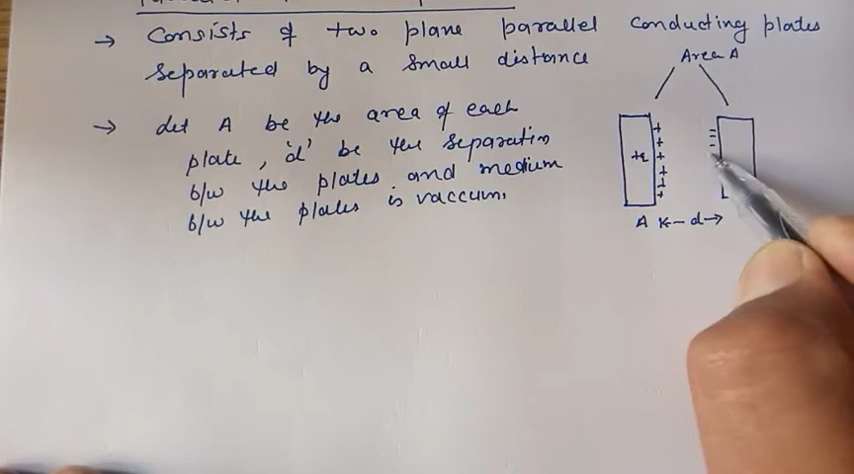 → Consists of two plane parallel conducting plates
separated by a small distance
Area A
→ Let A be the area of each
plate, 'd' be the separation
b/w the plates and medium
b/w the plates is vaccum.
A ← d →